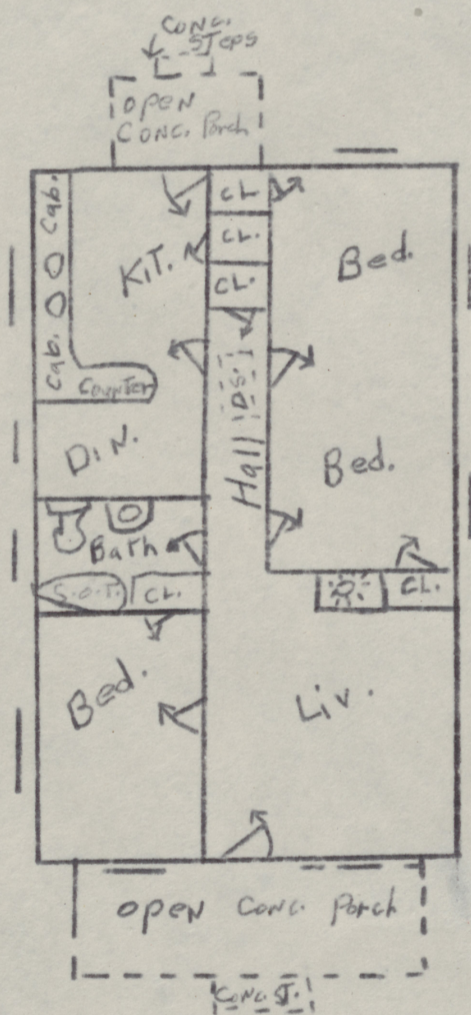 Conc.
Steps
open
Conc. Porch
Cab.
CL
Kit.
CL.
Bed.
CL.
Cab.
Counter
D.S.
Hall
Din.
Bed.
Bath
S.O.T.
CL.
CL.
Bed.
Liv.
open Conc. Porch
Conc. St.